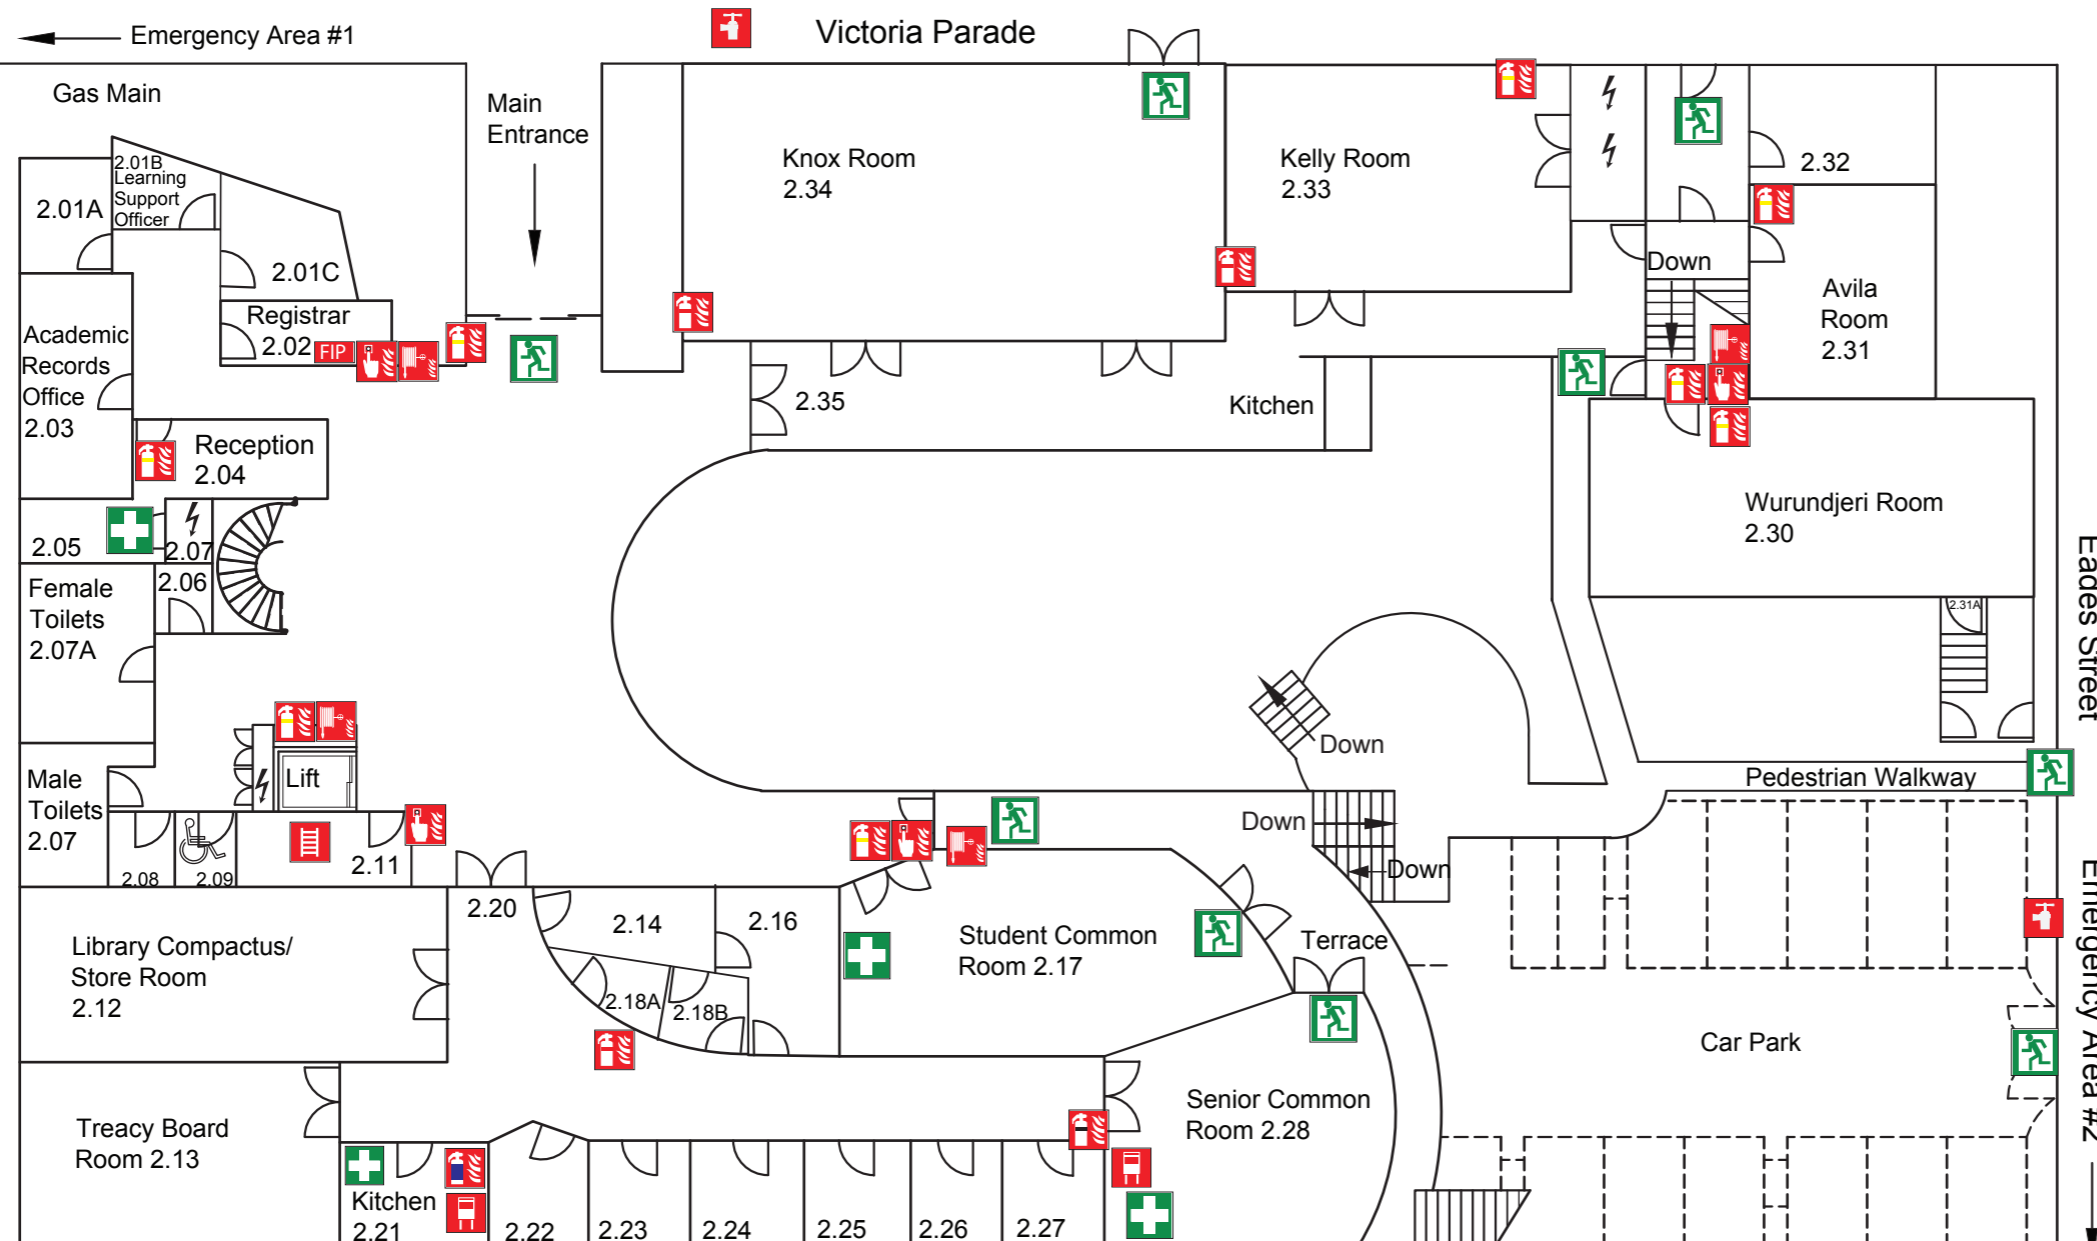 Emergency Area #1
Victoria Parade
Gas Main
Main
Entrance
2.01A
2.01B
Learning
Support
Officer
2.01C
Registrar
2.02
FIP
Knox Room
2.34
Kelly Room
2.33
2.32
Down
Avila
Room
2.31
Academic
Records
Office
2.03
2.35
Kitchen
Reception
2.04
2.05
2.07
2.06
Wurundjeri Room
2.30
Eades Street
Female
Toilets
2.07A
2.31A
Down
Lift
Male
Toilets
2.07
Pedestrian Walkway
Down
Down
2.08
2.09
2.11
2.20
2.14
2.16
Library Compactus/
Store Room
2.12
Student Common
Room 2.17
Terrace
2.18A
2.18B
Car Park
Emergency Area #2
Treacy Board
Room 2.13
Senior Common
Room 2.28
Kitchen
2.21
2.22
2.23
2.24
2.25
2.26
2.27